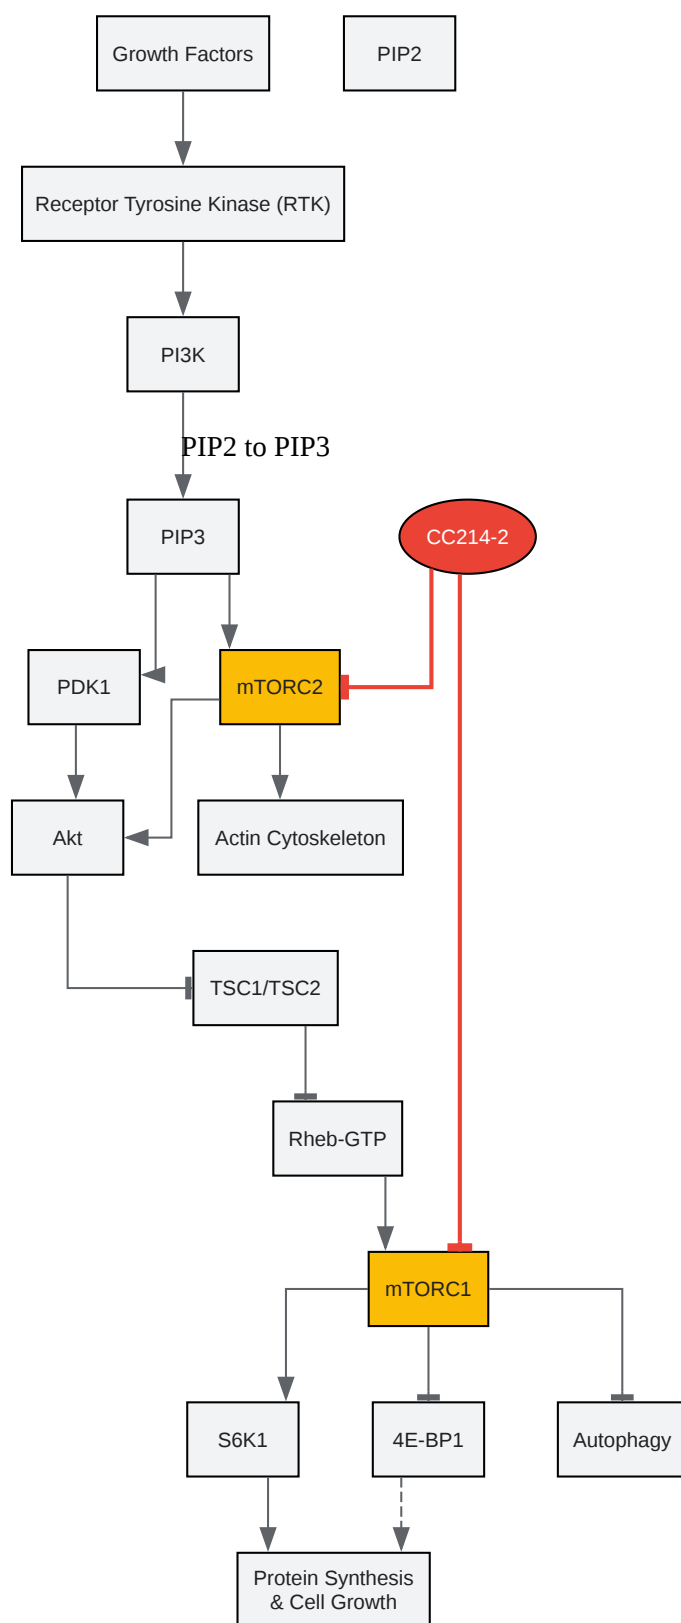 Growth Factors
PIP2
Receptor Tyrosine Kinase (RTK)
PI3K
PIP2 to PIP3
PIP3
CC214-2
PDK1
mTORC2
Akt
Actin Cytoskeleton
TSC1/TSC2
Rheb-GTP
mTORC1
S6K1
4E-BP1
Autophagy
Protein Synthesis
& Cell Growth